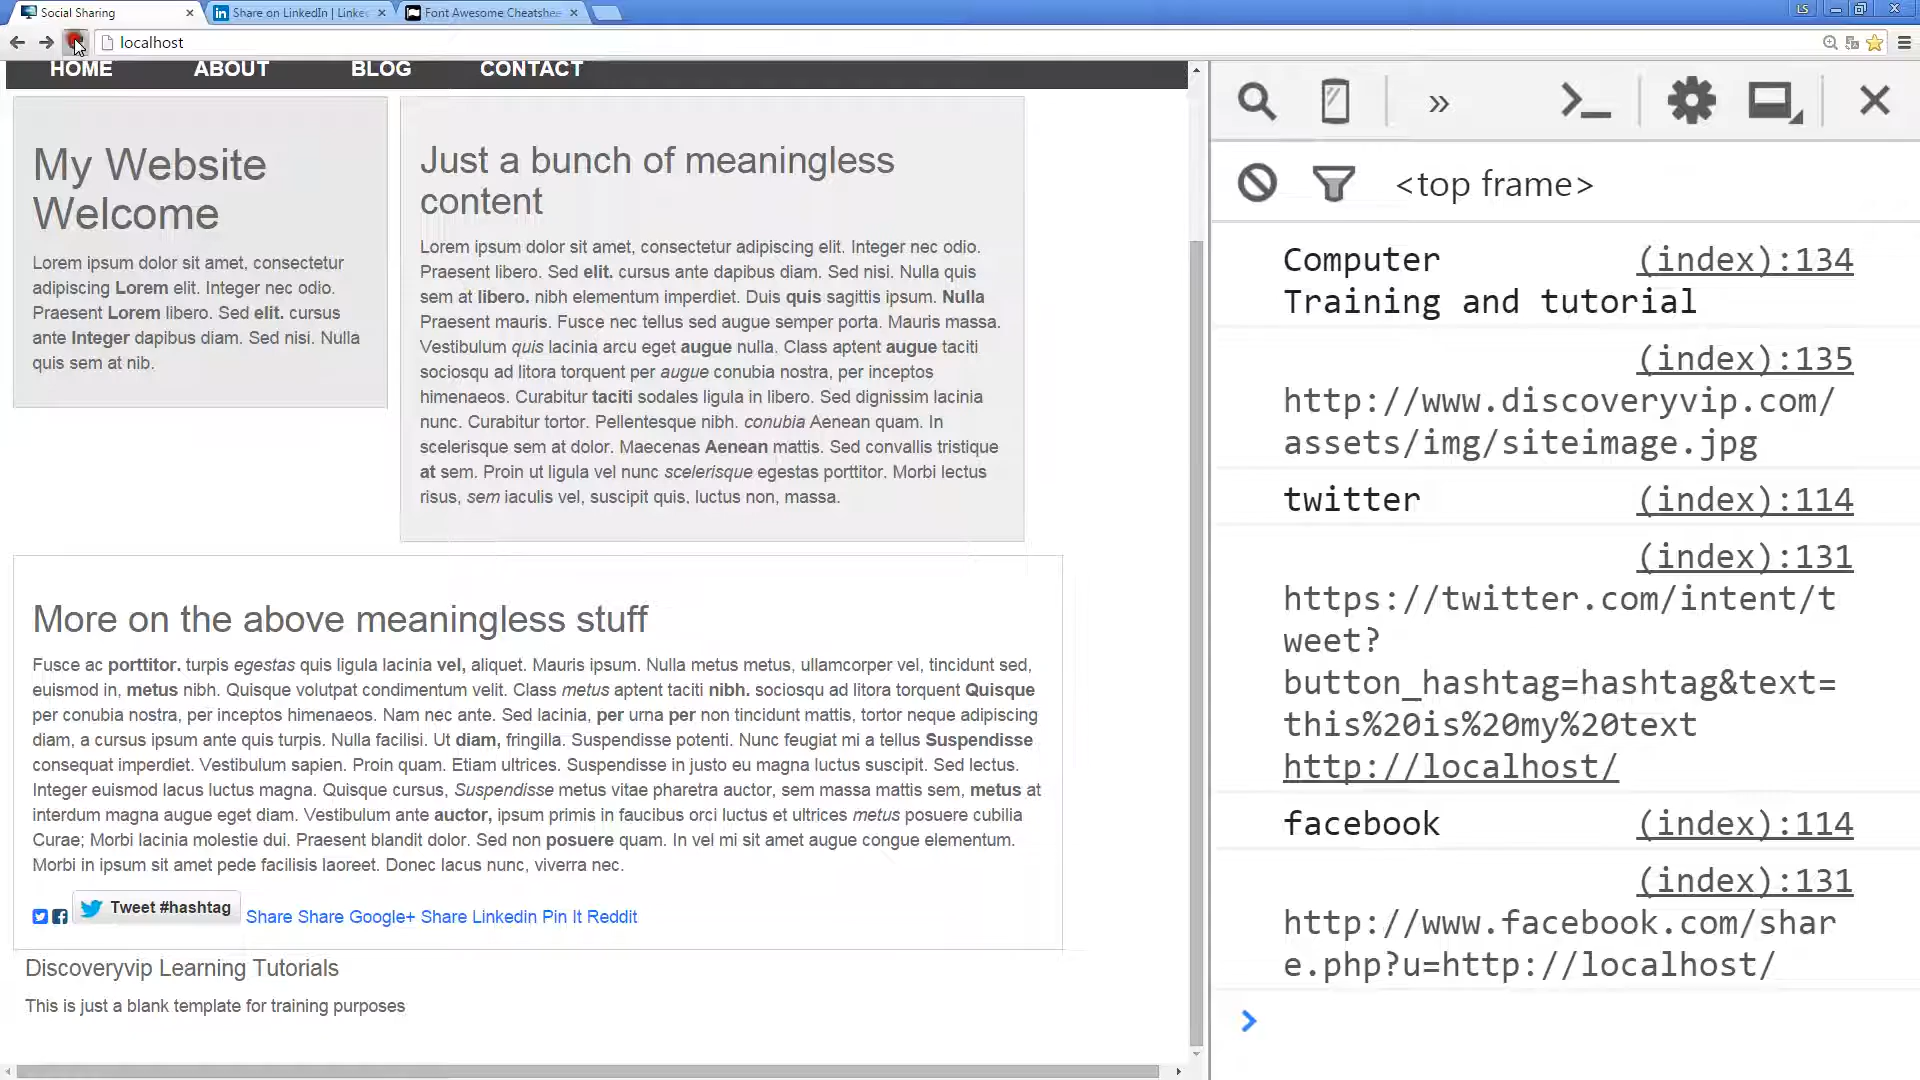 Social Sharing
Share on LinkedIn | Linke
Font Awesome Cheatshee
LS
localhost
HOME ABOUT BLOG CONTACT
My Website
Welcome
Lorem ipsum dolor sit amet, consectetur
adipiscing Lorem elit. Integer nec odio.
Praesent Lorem libero. Sed elit. cursus
ante Integer dapibus diam. Sed nisi. Nulla
quis sem at nib.
Just a bunch of meaningless
content
Lorem ipsum dolor sit amet, consectetur adipiscing elit. Integer nec odio.
Praesent libero. Sed elit. cursus ante dapibus diam. Sed nisi. Nulla quis
sem at libero. nibh elementum imperdiet. Duis quis sagittis ipsum. Nulla
Praesent mauris. Fusce nec tellus sed augue semper porta. Mauris massa.
Vestibulum quis lacinia arcu eget augue nulla. Class aptent augue taciti
sociosqu ad litora torquent per augue conubia nostra, per inceptos
himenaeos. Curabitur taciti sodales ligula in libero. Sed dignissim lacinia
nunc. Curabitur tortor. Pellentesque nibh. conubia Aenean quam. In
scelerisque sem at dolor. Maecenas Aenean mattis. Sed convallis tristique
at sem. Proin ut ligula vel nunc scelerisque egestas porttitor. Morbi lectus
risus, sem iaculis vel, suscipit quis, luctus non, massa.
More on the above meaningless stuff
Fusce ac porttitor. turpis egestas quis ligula lacinia vel, aliquet. Mauris ipsum. Nulla metus metus, ullamcorper vel, tincidunt sed,
euismod in, metus nibh. Quisque volutpat condimentum velit. Class metus aptent taciti nibh. sociosqu ad litora torquent Quisque
per conubia nostra, per inceptos himenaeos. Nam nec ante. Sed lacinia, per urna per non tincidunt mattis, tortor neque adipiscing
diam, a cursus ipsum ante quis turpis. Nulla facilisi. Ut diam, fringilla. Suspendisse potenti. Nunc feugiat mi a tellus Suspendisse
consequat imperdiet. Vestibulum sapien. Proin quam. Etiam ultrices. Suspendisse in justo eu magna luctus suscipit. Sed lectus.
Integer euismod lacus luctus magna. Quisque cursus, Suspendisse metus vitae pharetra auctor, sem massa mattis sem, metus at
interdum magna augue eget diam. Vestibulum ante auctor, ipsum primis in faucibus orci luctus et ultrices metus posuere cubilia
Curae; Morbi lacinia molestie dui. Praesent blandit dolor. Sed non posuere quam. In vel mi sit amet augue congue elementum.
Morbi in ipsum sit amet pede facilisis laoreet. Donec lacus nunc, viverra nec.
Tweet #hashtag Share Share Google+ Share Linkedin Pin It Reddit
Discoveryvip Learning Tutorials
This is just a blank template for training purposes
<top frame>
Computer (index):134
Training and tutorial
(index):135
http://www.discoveryvip.com/
assets/img/siteimage.jpg
twitter (index):114
(index):131
https://twitter.com/intent/t
weet?
button_hashtag=hashtag&text=
this%20is%20my%20text
http://localhost/
facebook (index):114
(index):131
http://www.facebook.com/shar
e.php?u=http://localhost/